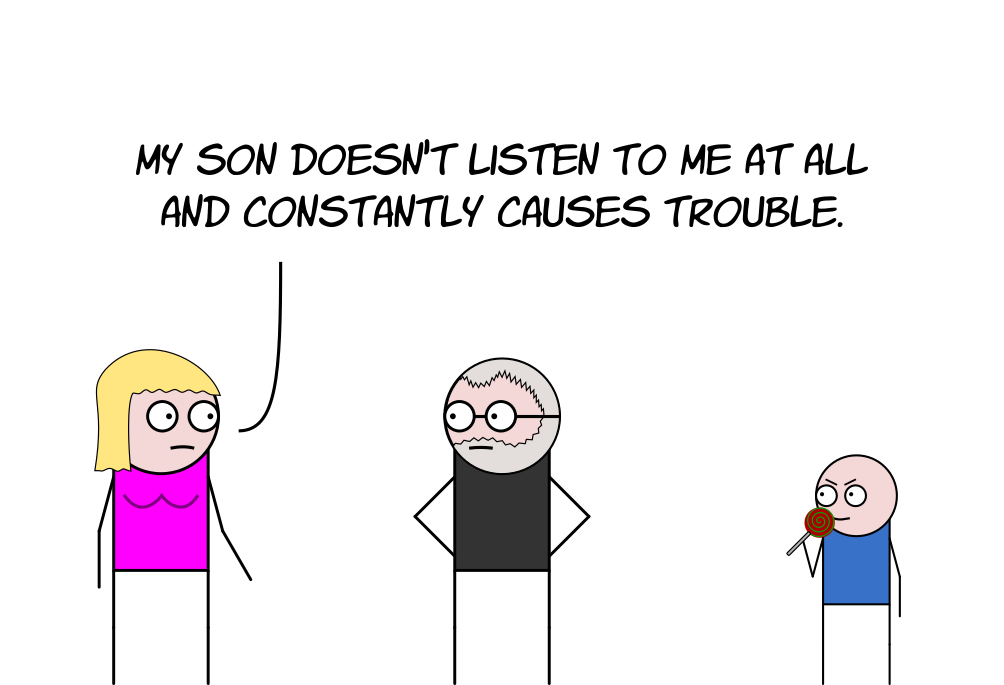 MY SON DOESN'T LISTEN TO ME AT ALL
AND CONSTANTLY CAUSES TROUBLE.